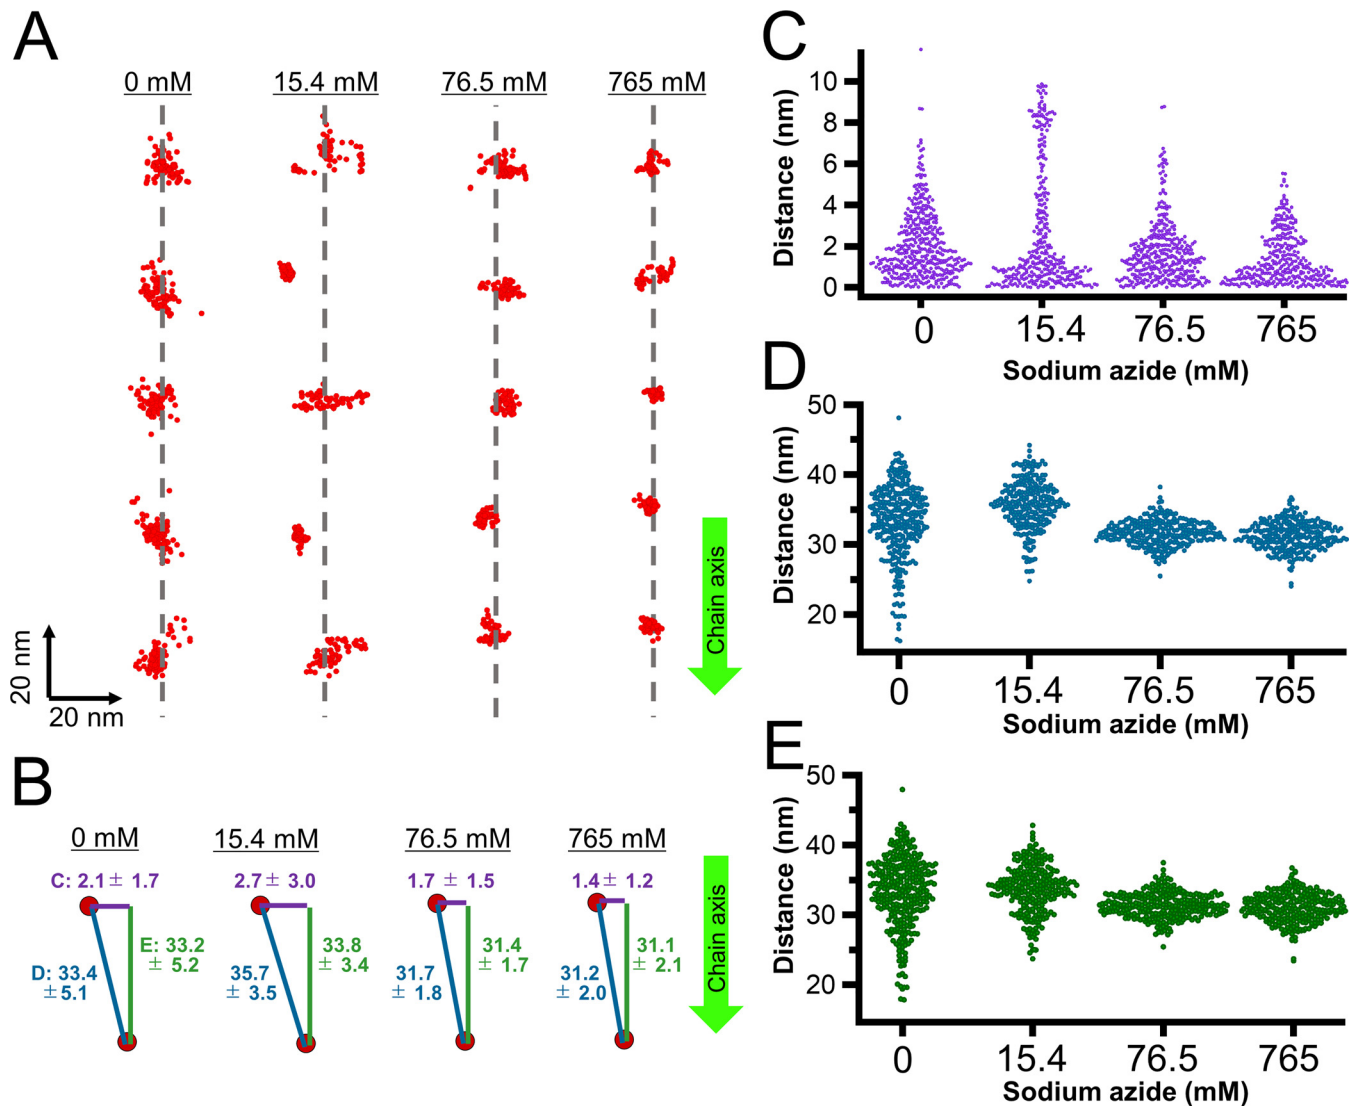 A
0 mM 15.4 mM 76.5 mM 765 mM
Chain axis
20 nm
20 nm
B
0 mM 15.4 mM 76.5 mM 765 mM
C: 2.1 ± 1.7 2.7 ± 3.0 1.7 ± 1.5 1.4 ± 1.2
E: 33.2 33.8 31.4 31.1
± 5.2 ± 3.4 ± 1.7 ± 2.1
D: 33.4 35.7 31.7 31.2
± 5.1 ± 3.5 ± 1.8 ± 2.0
Chain axis
C
Distance (nm)
10
8
6
4
2
0
0 15.4 76.5 765
Sodium azide (mM)
D
Distance (nm)
50
40
30
20
0 15.4 76.5 765
Sodium azide (mM)
E
Distance (nm)
50
40
30
20
0 15.4 76.5 765
Sodium azide (mM)